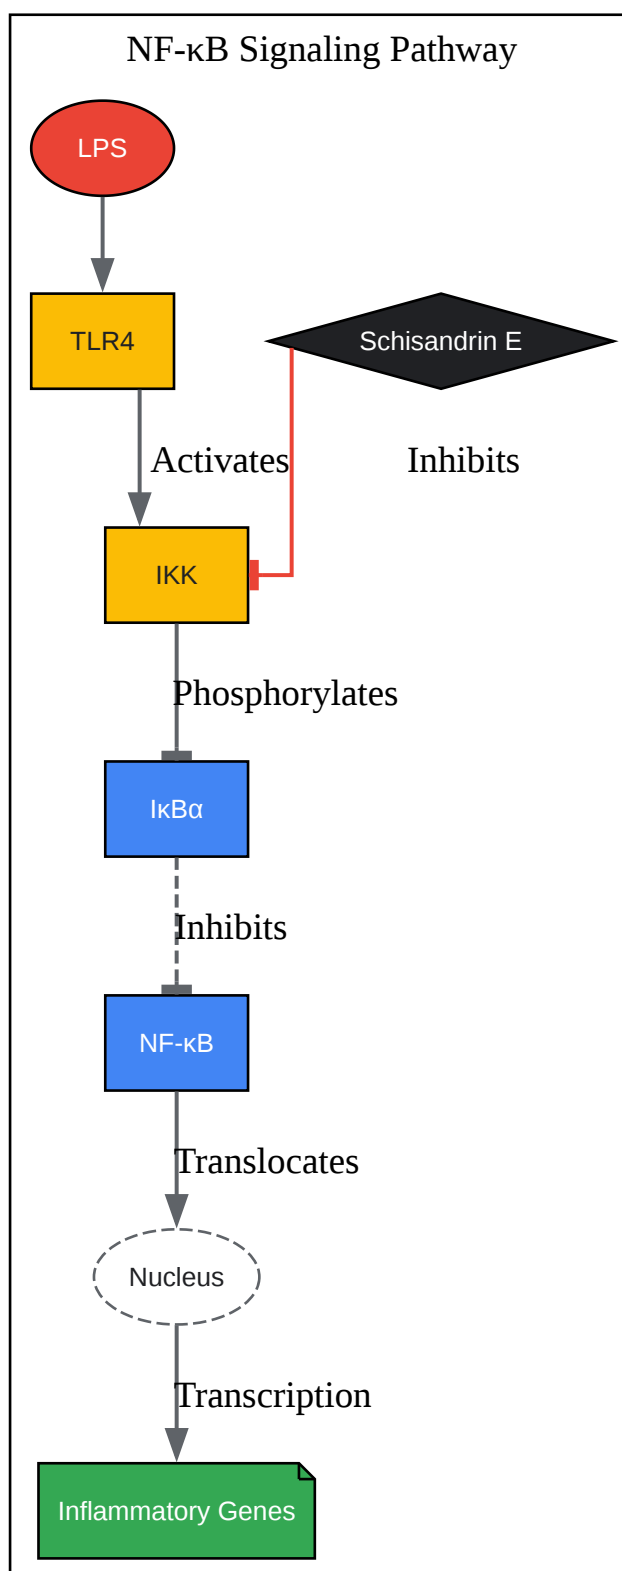 NF-κB Signaling Pathway
LPS
TLR4
Schisandrin E
Activates
Inhibits
IKK
Phosphorylates
IκBα
Inhibits
NF-κB
Translocates
Nucleus
Transcription
Inflammatory Genes